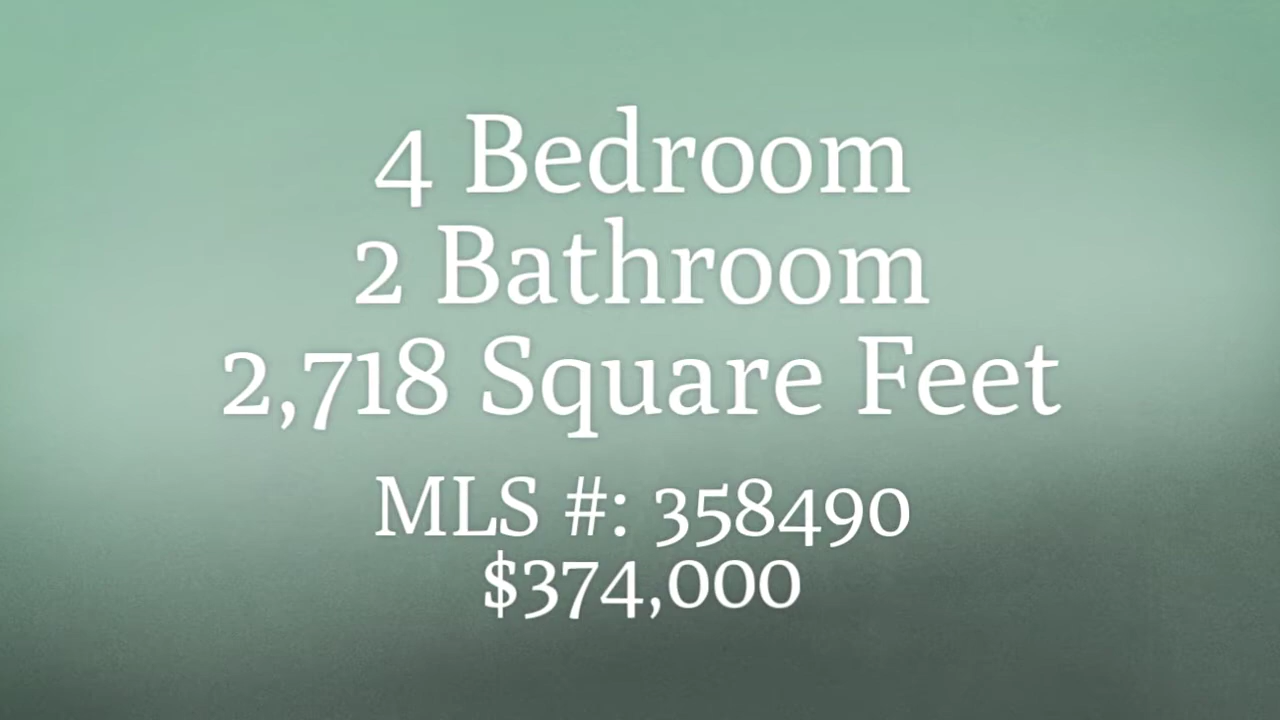 4 Bedroom
2 Bathroom
2,718 Square Feet
MLS #: 358490
$374,000